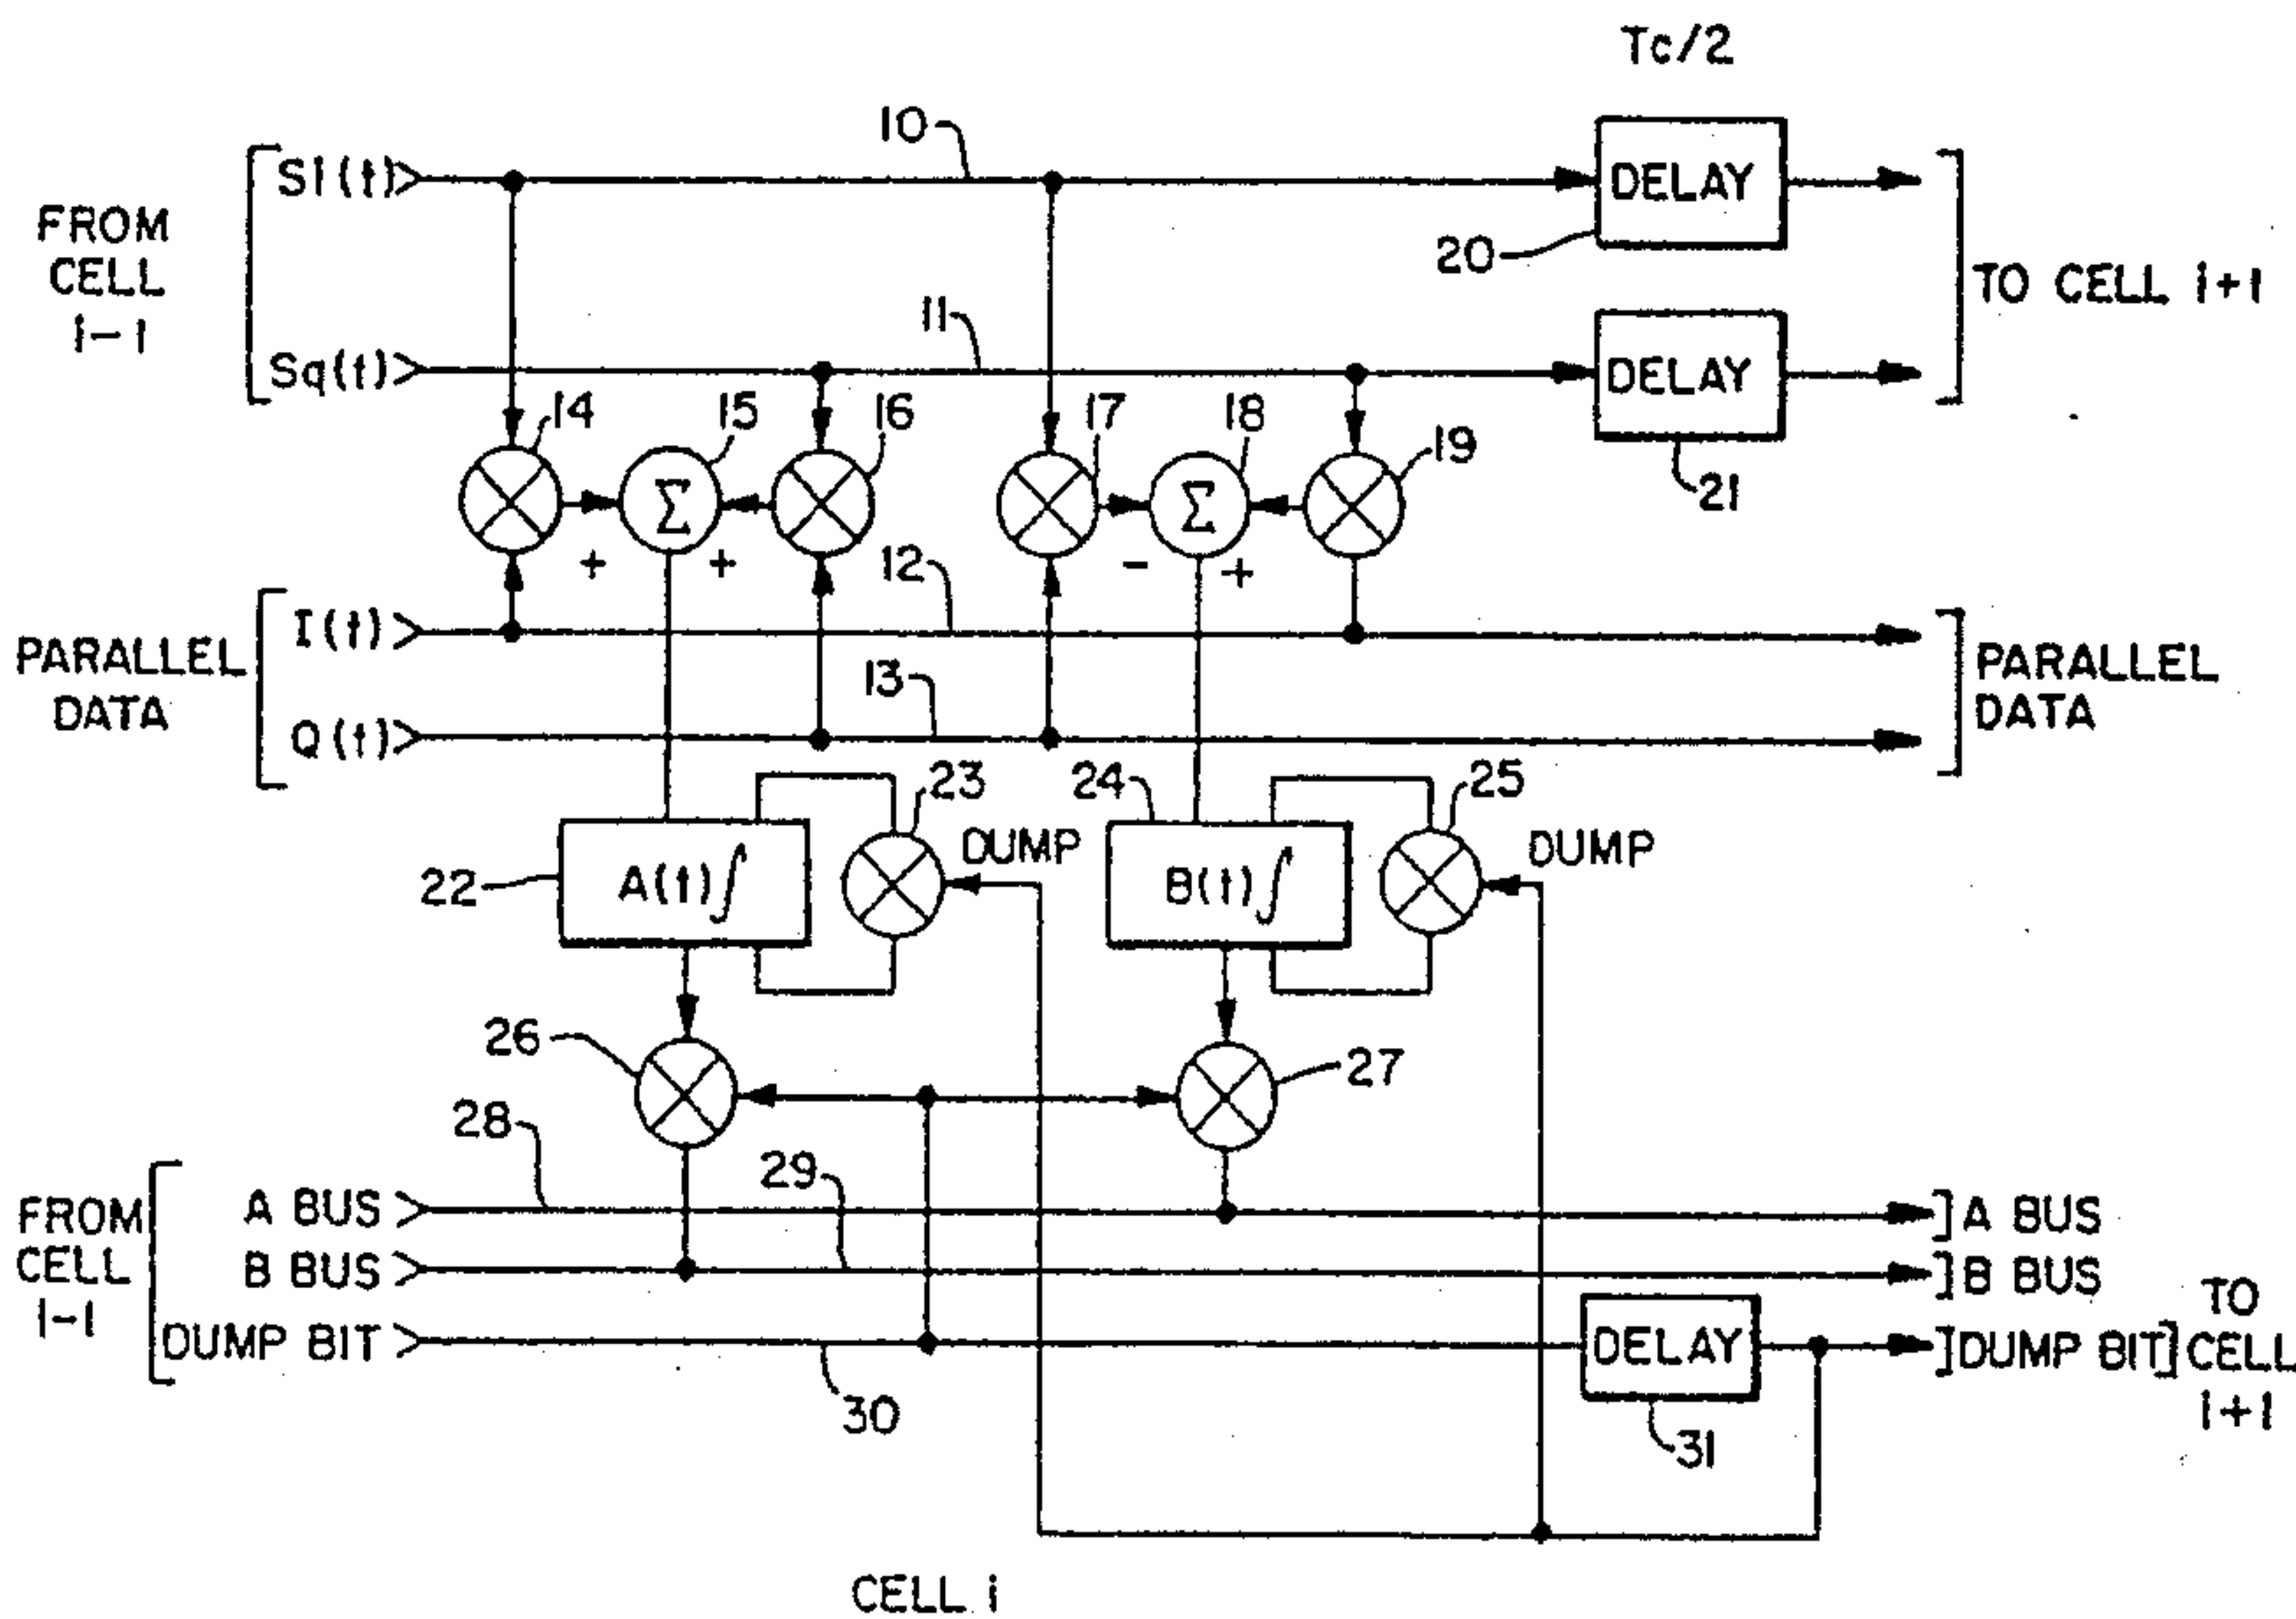 Tc/2
10
SI(t)
DELAY
FROM
CELL
I-1
20
TO CELL I+1
11
Sq(t)
DELAY
14
15
16
17
18
19
21
Σ
Σ
+
+
-
+
12
I(t)
PARALLEL
DATA
13
PARALLEL
DATA
Q(t)
23
24
25
DUMP
DUMP
22
A(t)∫
B(t)∫
26
27
28
29
FROM
CELL
I-1
A BUS
A BUS
B BUS
B BUS
TO
CELL
I+1
DUMP BIT
DELAY
DUMP BIT
30
31
CELL i